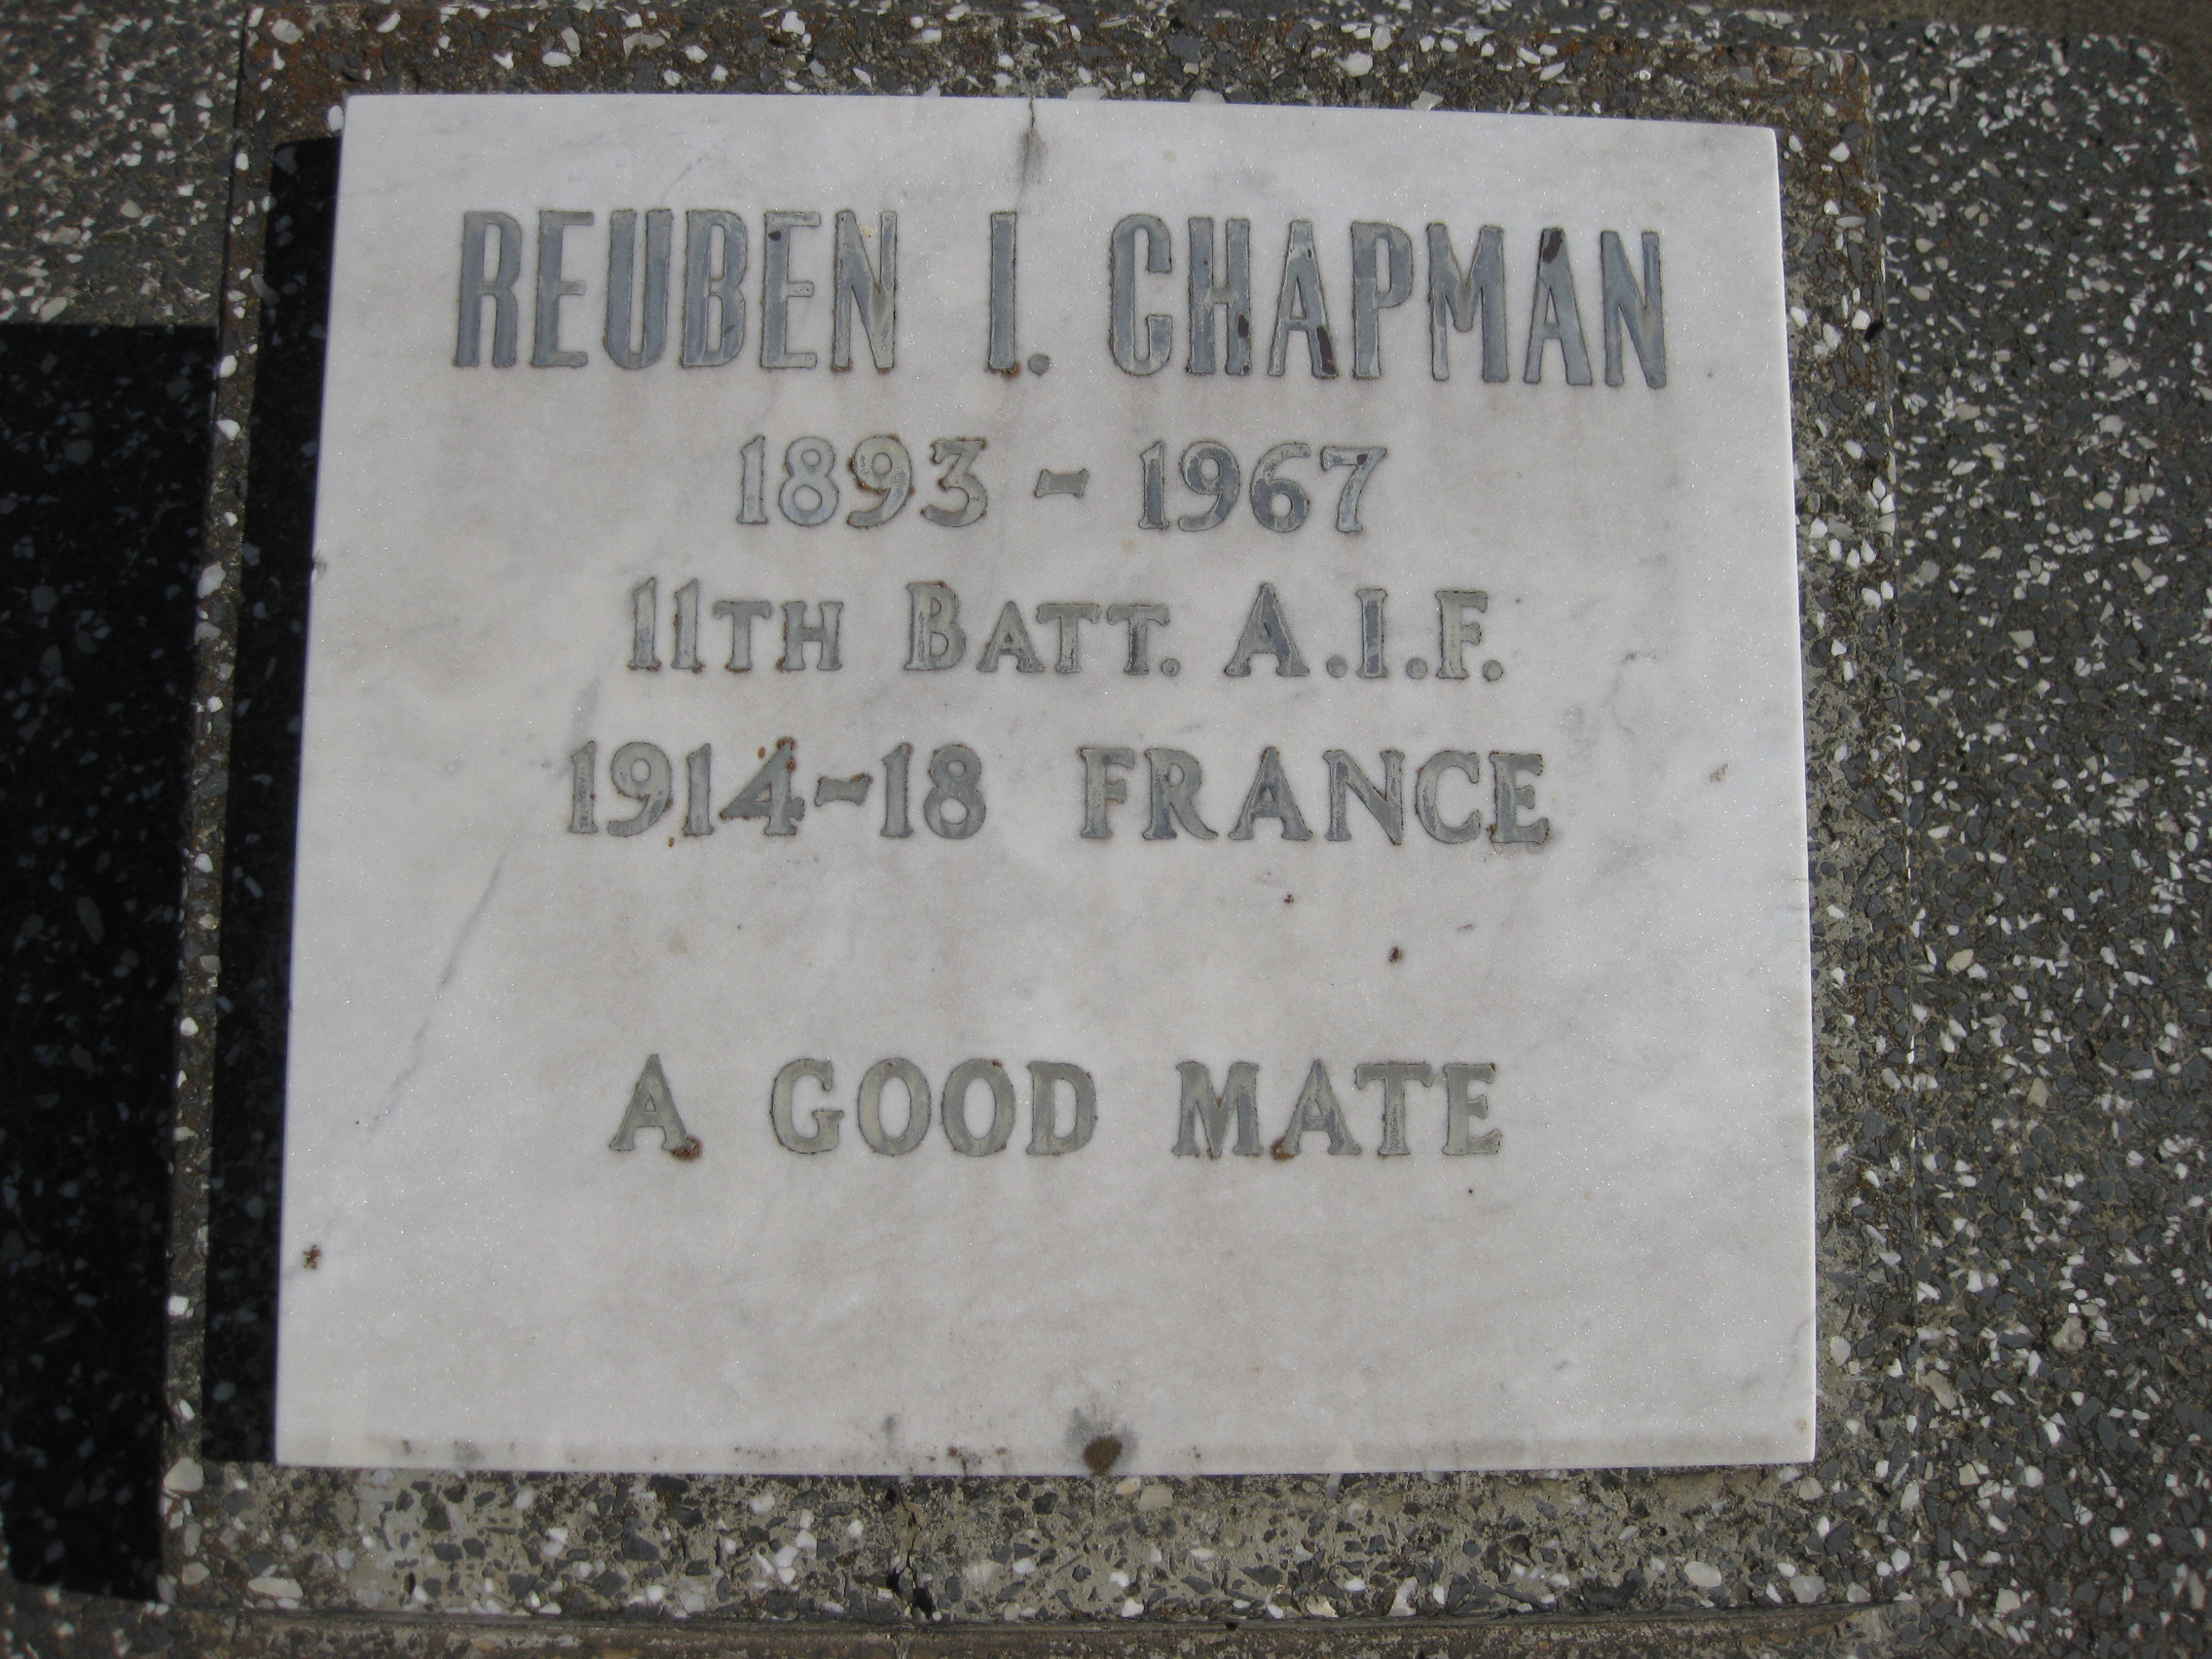 REUBEN I. CHAPMAN
1893 - 1967
11TH BATT. A.I.F.
1914-18 FRANCE
A GOOD MATE